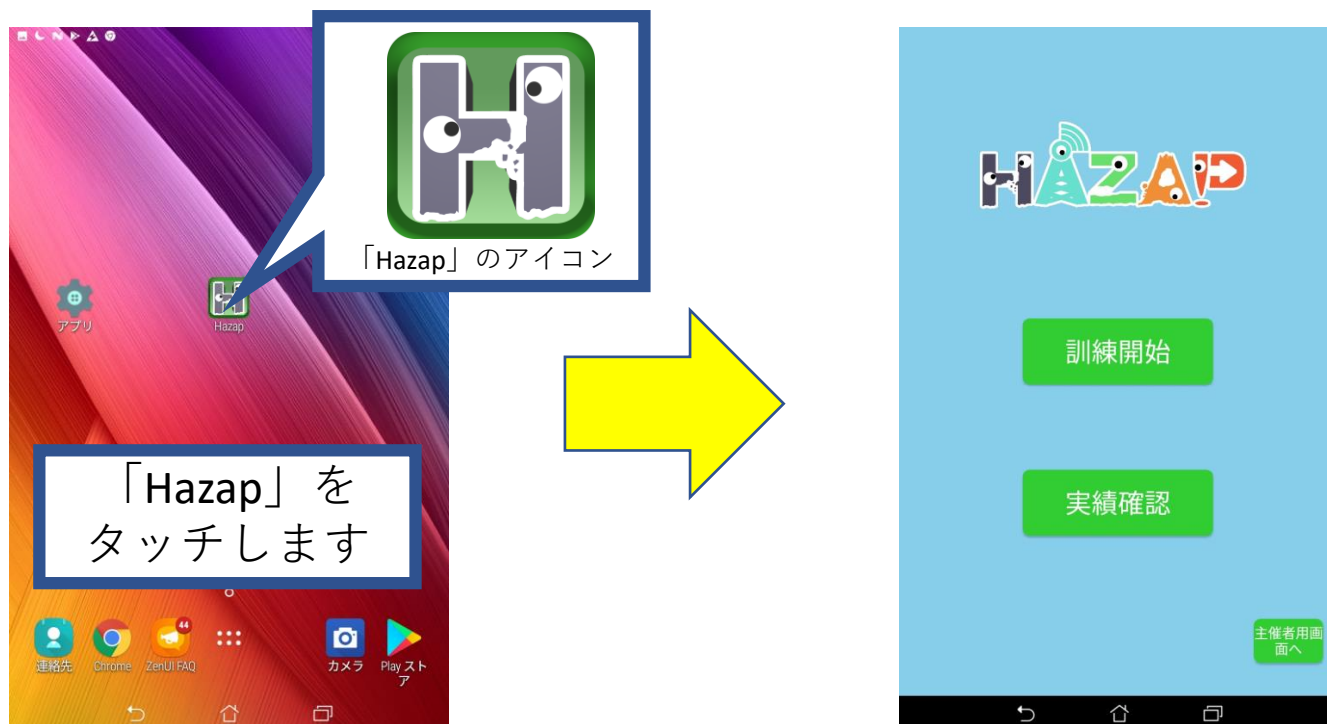 「Hazap」のアイコン
アプリ
Hazap
「Hazap」を
タッチします
44
連絡先
Chrome
ZenUI FAQ
カメラ
Play スト
ア
HAZAP
訓練開始
実績確認
主催者用画
面へ